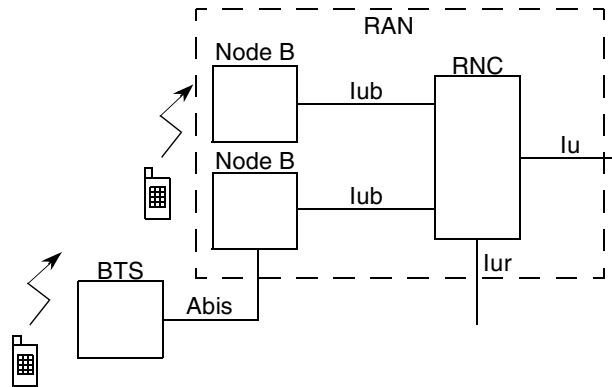 RAN
Node B
RNC
Iub
Iu
Node B
Iub
Iur
BTS
Abis